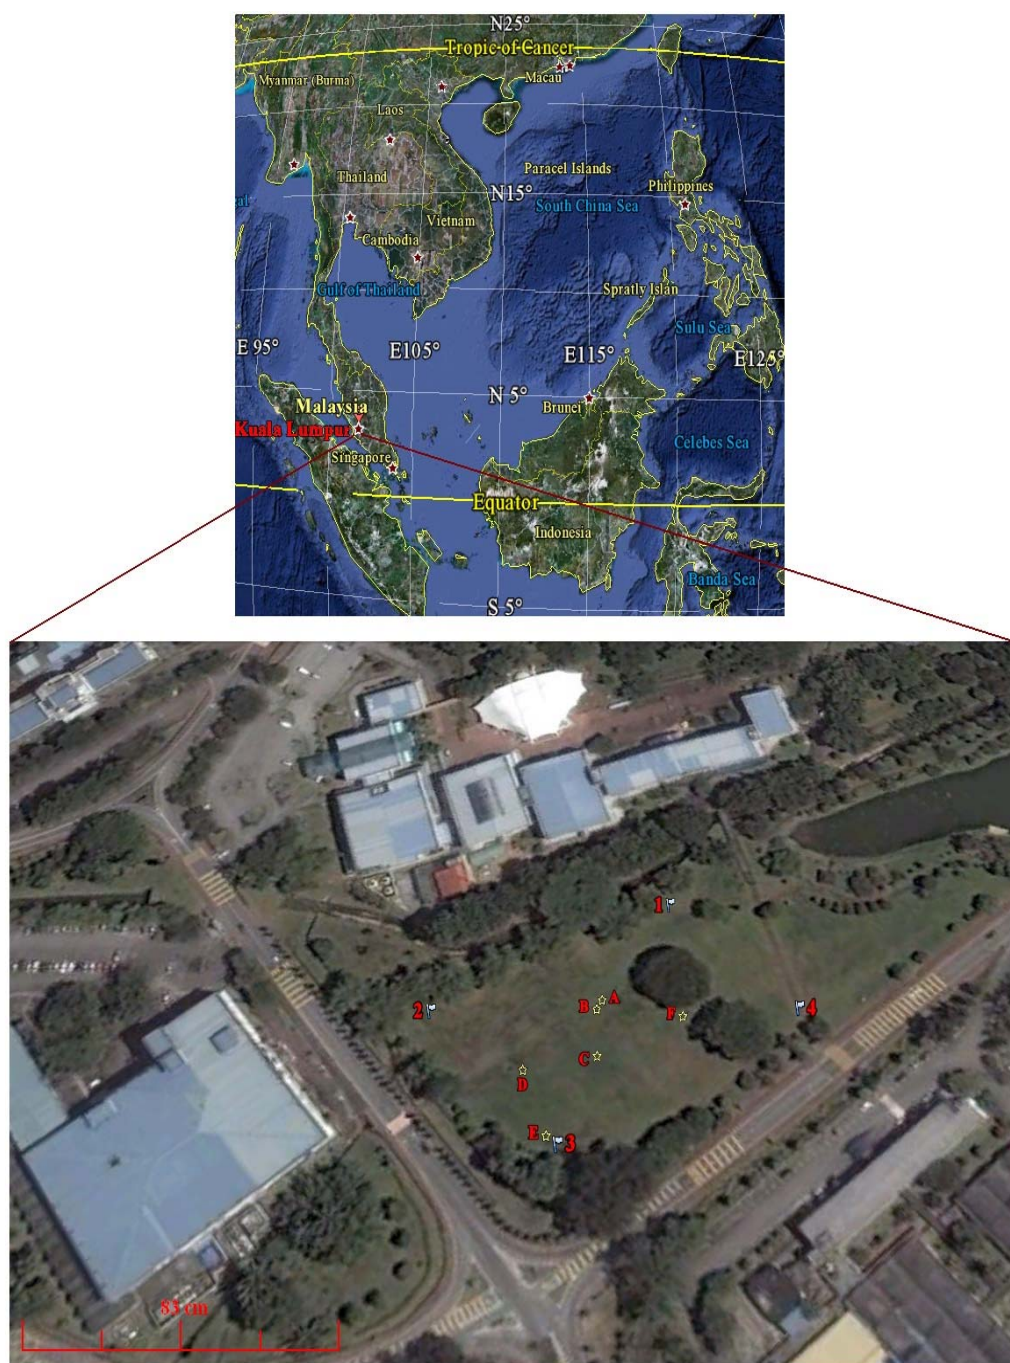 N25°
Tropic of Cancer
Macau
Myanmar (Burma)
Laos
Paracel Islands
Thailand
N15°
Philippines
al
South China Sea
Vietnam
Cambodia
Gulf of Thailand
Spratly Islan
Sulu Sea
E 95°
E105°
E115°
E125°
N 5°
Malaysia
Brunei
Kuala Lumpur
Celebes Sea
Singapore
Equator
Indonesia
Banda Sea
S 5°
1
2
A
B
F
4
C
D
E
3
83 cm